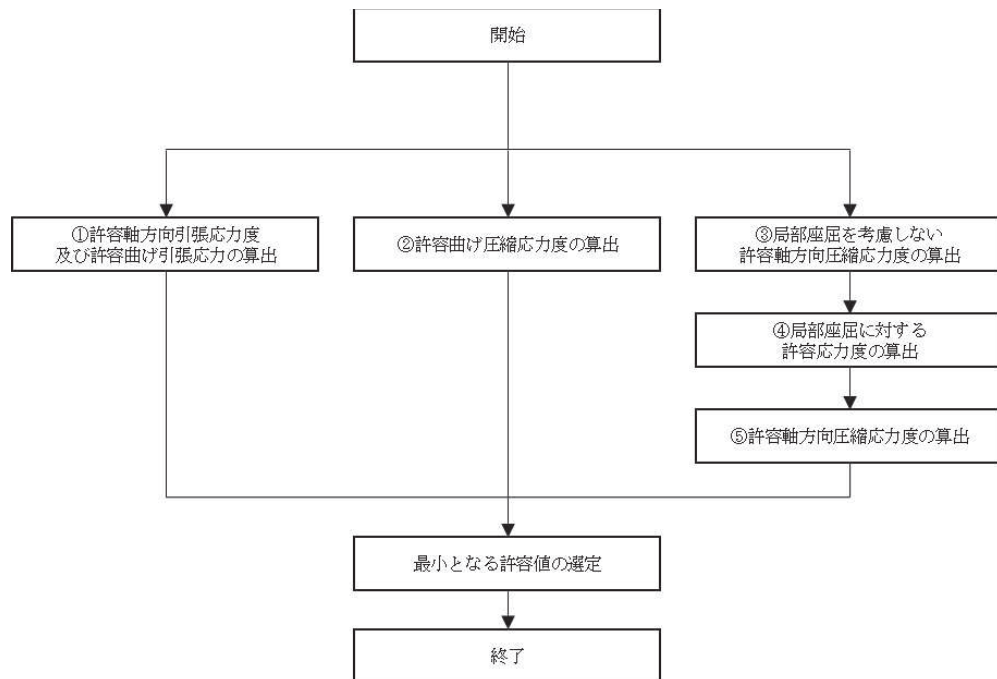 開始
①許容軸方向引張応力度
及び許容曲げ引張応力の算出
②許容曲げ圧縮応力度の算出
③局部座屈を考慮しない
許容軸方向圧縮応力度の算出
④局部座屈に対する
許容応力度の算出
⑤許容軸方向圧縮応力度の算出
最小となる許容値の選定
終了